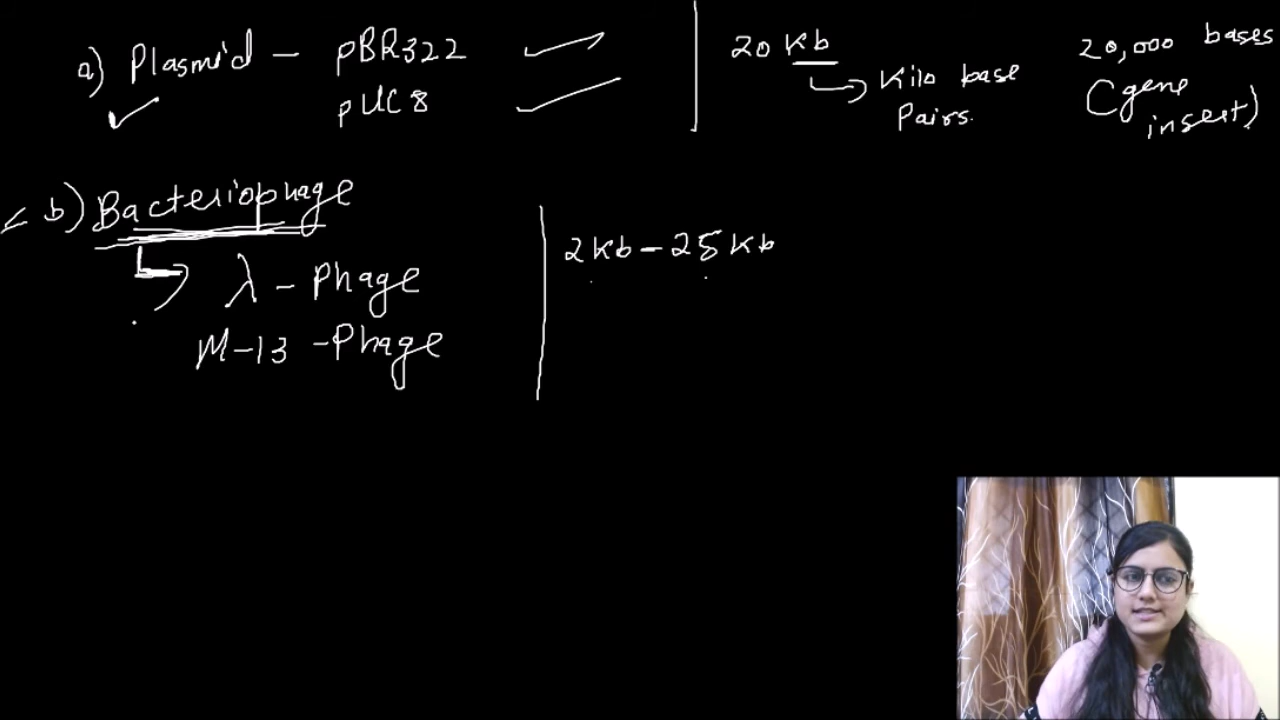 a) Plasmid - pBR322
pUC8
20 Kb
Kilo base
Pairs.
20,000 bases
(gene
insert)
b) Bacteriophage
λ - Phage
M-13 - Phage
2Kb - 25Kb